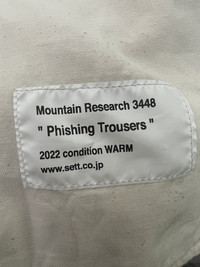 Mountain Research 3448
" Phishing Trousers "
2022 condition WARM
www.sett.co.jp